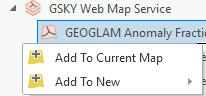 GSKY Web Map Service
GEOGLAM Anomaly Fractio
Add To Current Map
Add To New